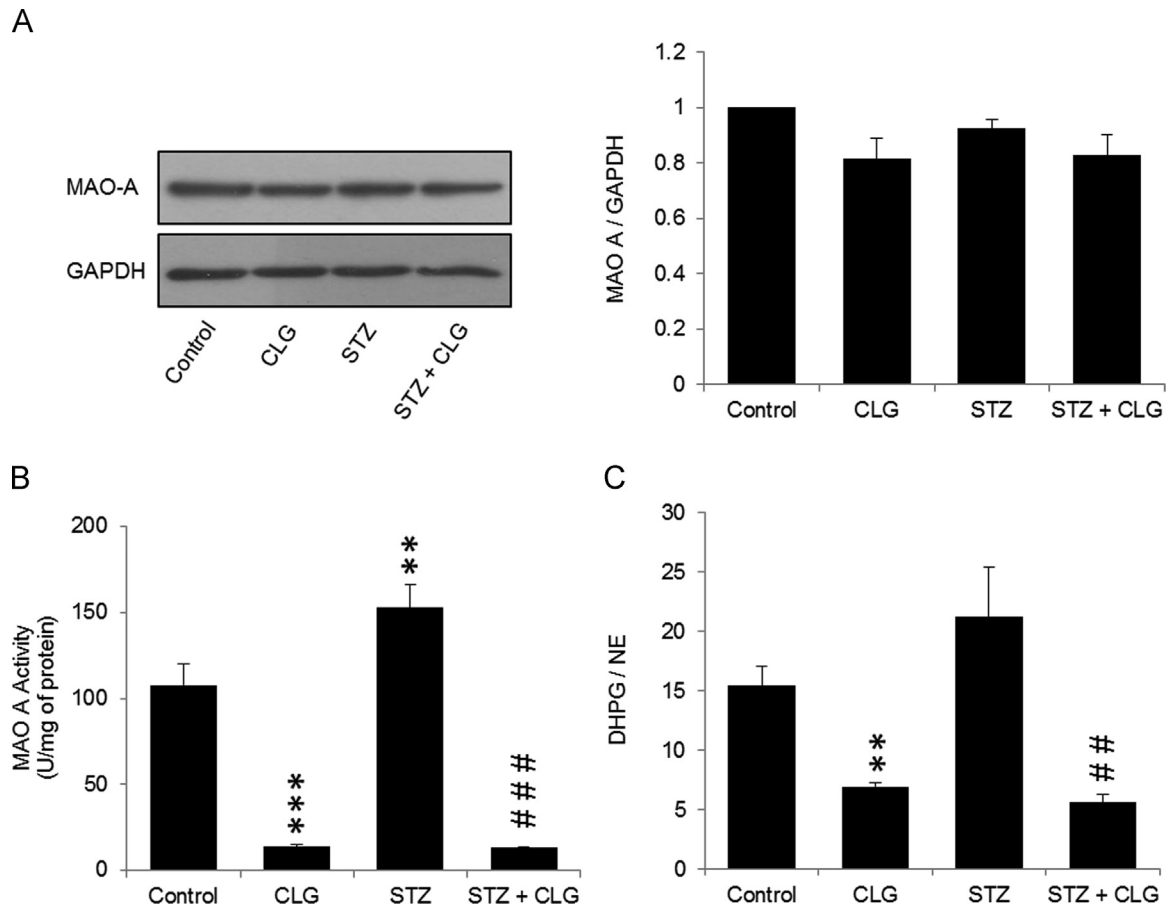 A
MAO-A
GAPDH
Control
CLG
STZ
STZ + CLG
MAO A / GAPDH
1.2
1
0.8
0.6
0.4
0.2
0
Control CLG STZ STZ + CLG
B
MAO A Activity
(U/mg of protein)
200
150
100
50
0
***
**
###
Control CLG STZ STZ + CLG
C
DHPG / NE
30
25
20
15
10
5
0
**
##
Control CLG STZ STZ + CLG